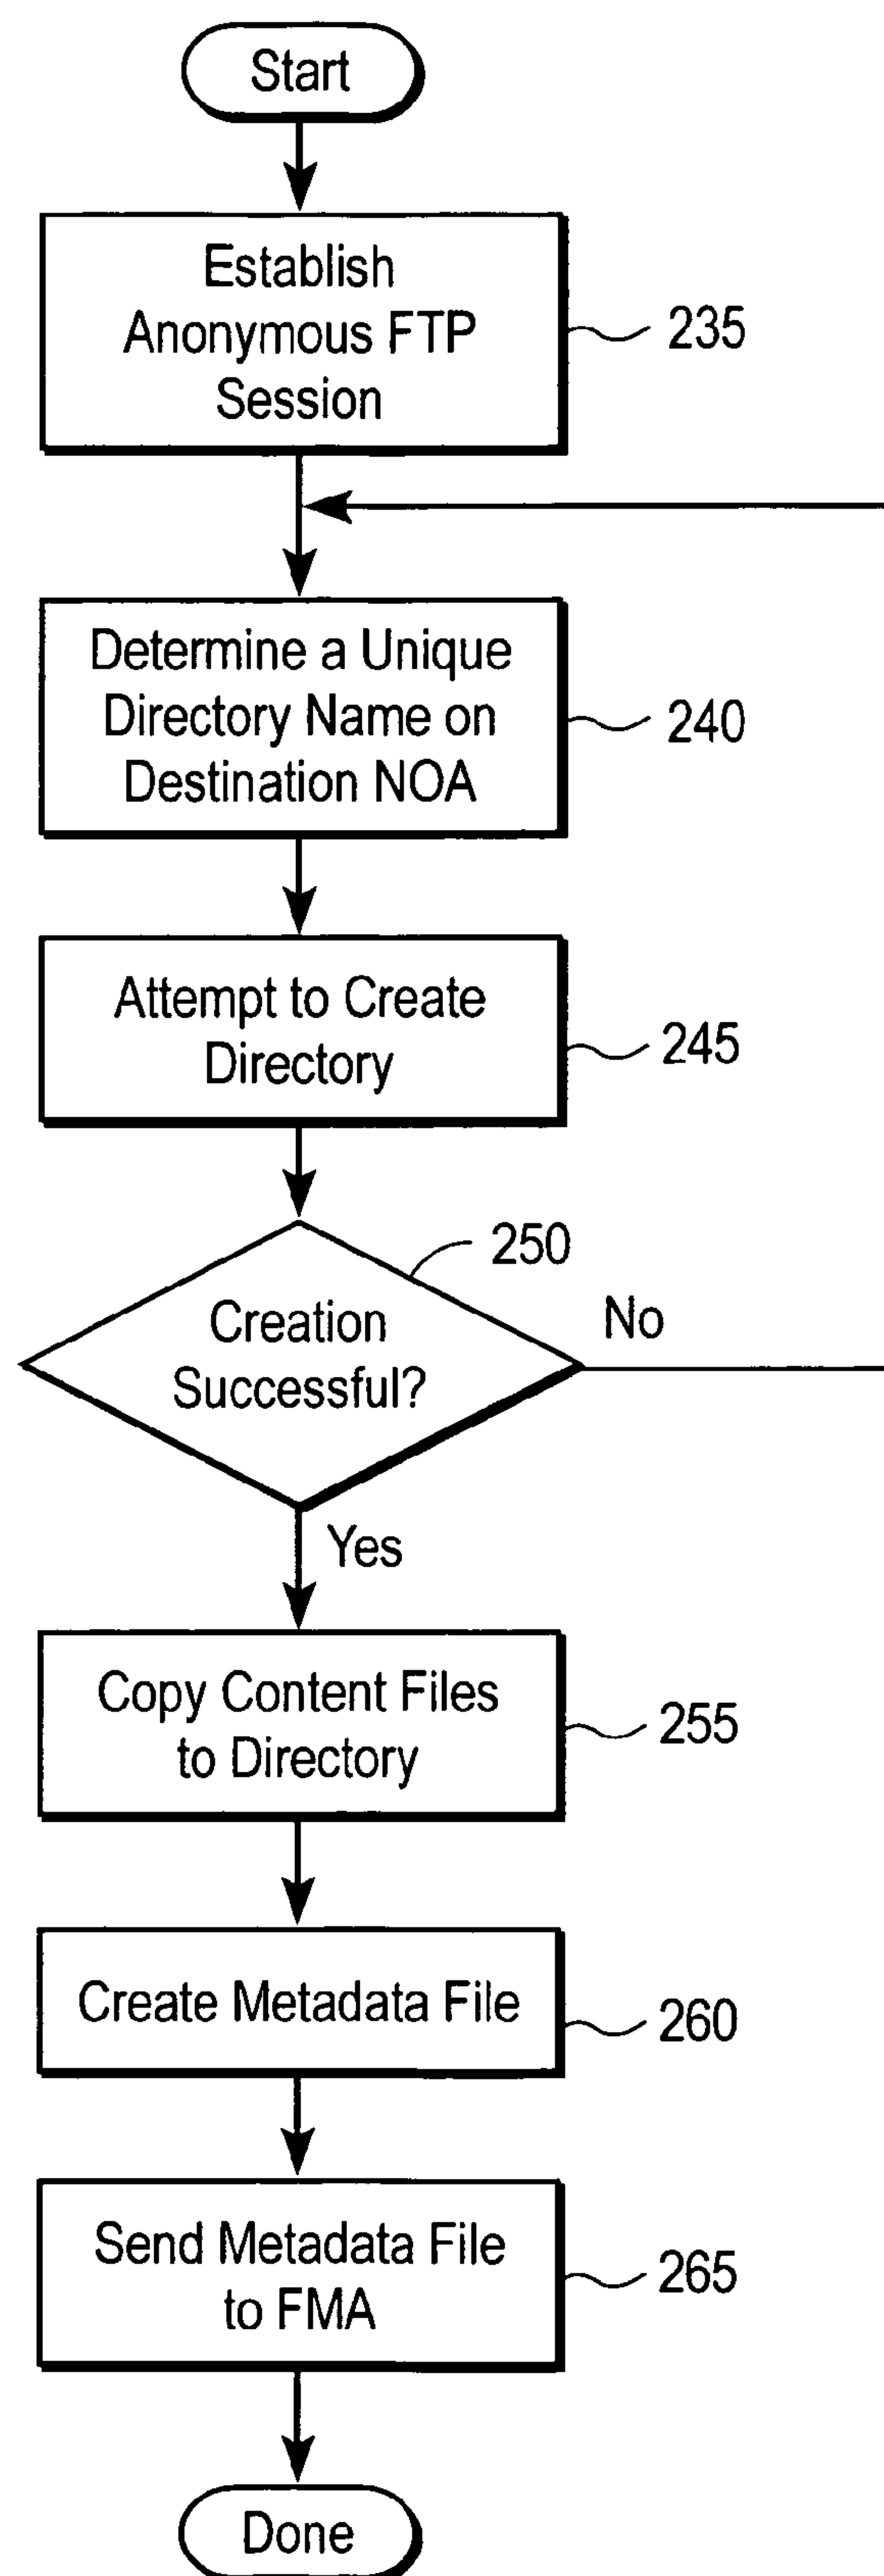 Start
Establish
Anonymous FTP
Session
235
Determine a Unique
Directory Name on
Destination NOA
240
Attempt to Create
Directory
245
250
Creation
Successful?
No
Yes
Copy Content Files
to Directory
255
Create Metadata File
260
Send Metadata File
to FMA
265
Done